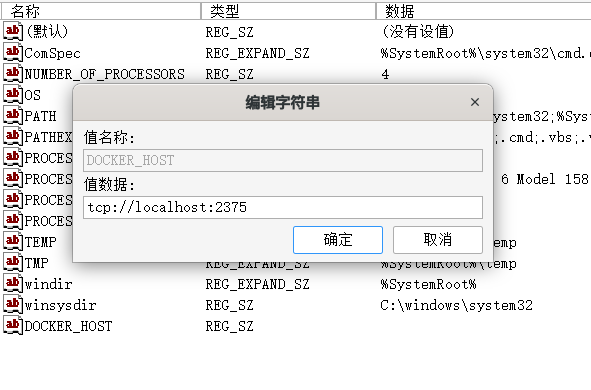 名称 类型 数据
(默认) REG_SZ (没有设值)
ComSpec REG_EXPAND_SZ %SystemRoot%\system32\cmd.
NUMBER_OF_PROCESSORS REG_SZ 4
OS
编辑字符串
PATH ystem32;%Syst
值名称:
PATHEX ;.cmd;.vbs;.v
PROCES
DOCKER_HOST
PROCES 6 Model 158
值数据:
PROCES
tcp://localhost:2375
PROCES
TEMP temp
确定 取消
TMP REG_EXPAND_SZ %SystemRoot%\temp
windir REG_EXPAND_SZ %SystemRoot%
winsysdir REG_SZ C:\windows\system32
DOCKER_HOST REG_SZ